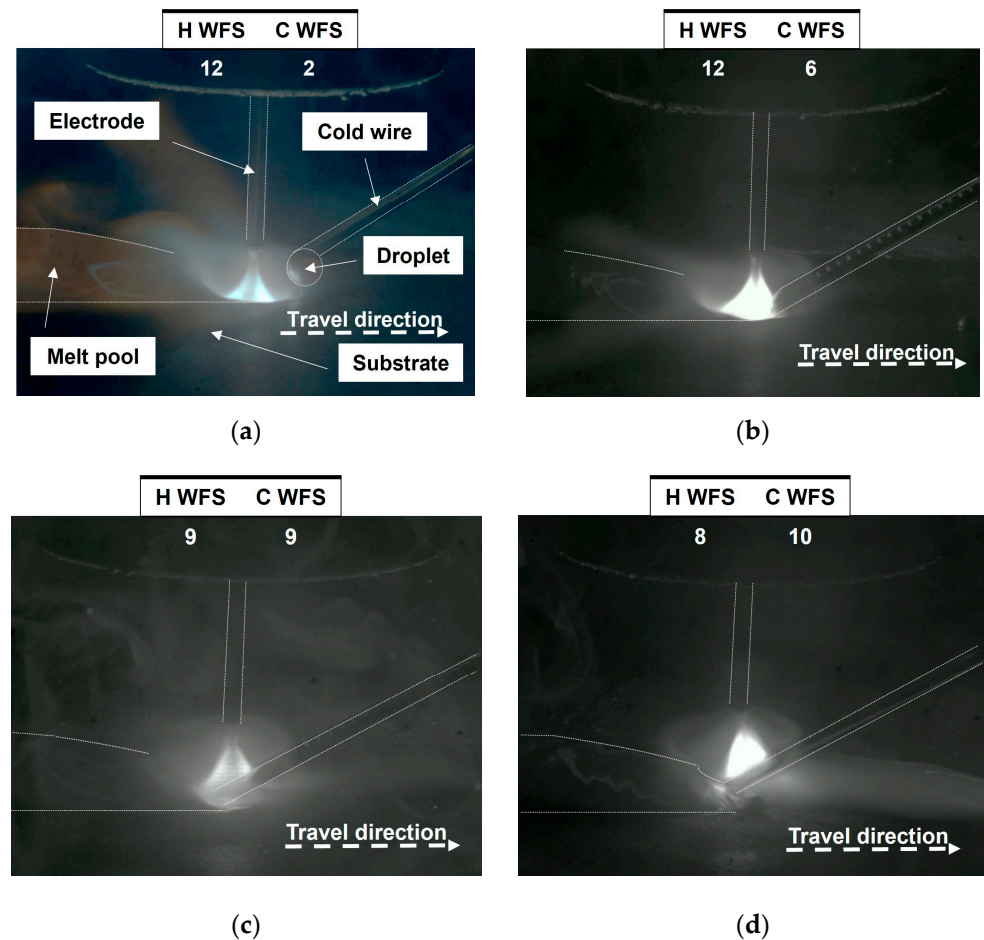 H WFS C WFS
12 2
Electrode
Cold wire
Droplet
Travel direction
Melt pool
Substrate
(a)
H WFS C WFS
12 6
Travel direction
(b)
H WFS C WFS
9 9
Travel direction
(c)
H WFS C WFS
8 10
Travel direction
(d)